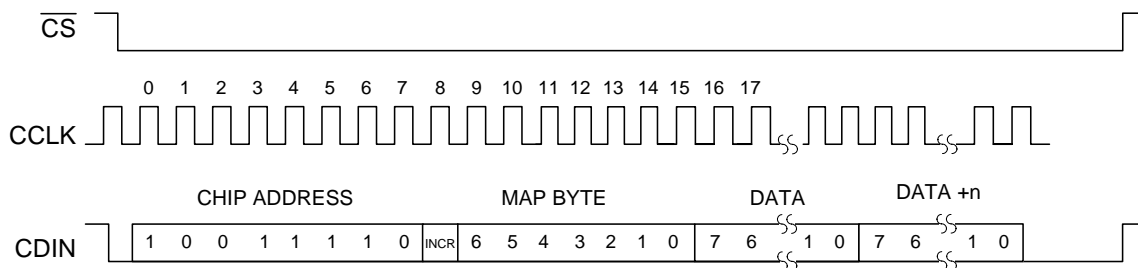 CS
0 1 2 3 4 5 6 7 8 9 10 11 12 13 14 15 16 17
CCLK
CHIP ADDRESS MAP BYTE DATA DATA +n
CDIN 1 0 0 1 1 1 1 0 INCR 6 5 4 3 2 1 0 7 6 1 0 7 6 1 0